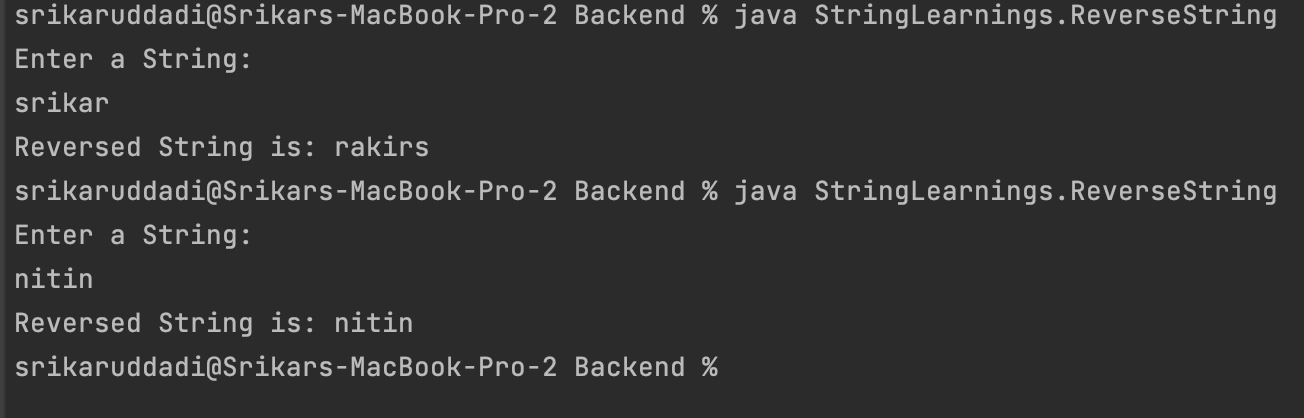 srikaruddadi@Srikars-MacBook-Pro-2 Backend % java StringLearnings.ReverseString
Enter a String:
srikar
Reversed String is: rakirs
srikaruddadi@Srikars-MacBook-Pro-2 Backend % java StringLearnings.ReverseString
Enter a String:
nitin
Reversed String is: nitin
srikaruddadi@Srikars-MacBook-Pro-2 Backend %